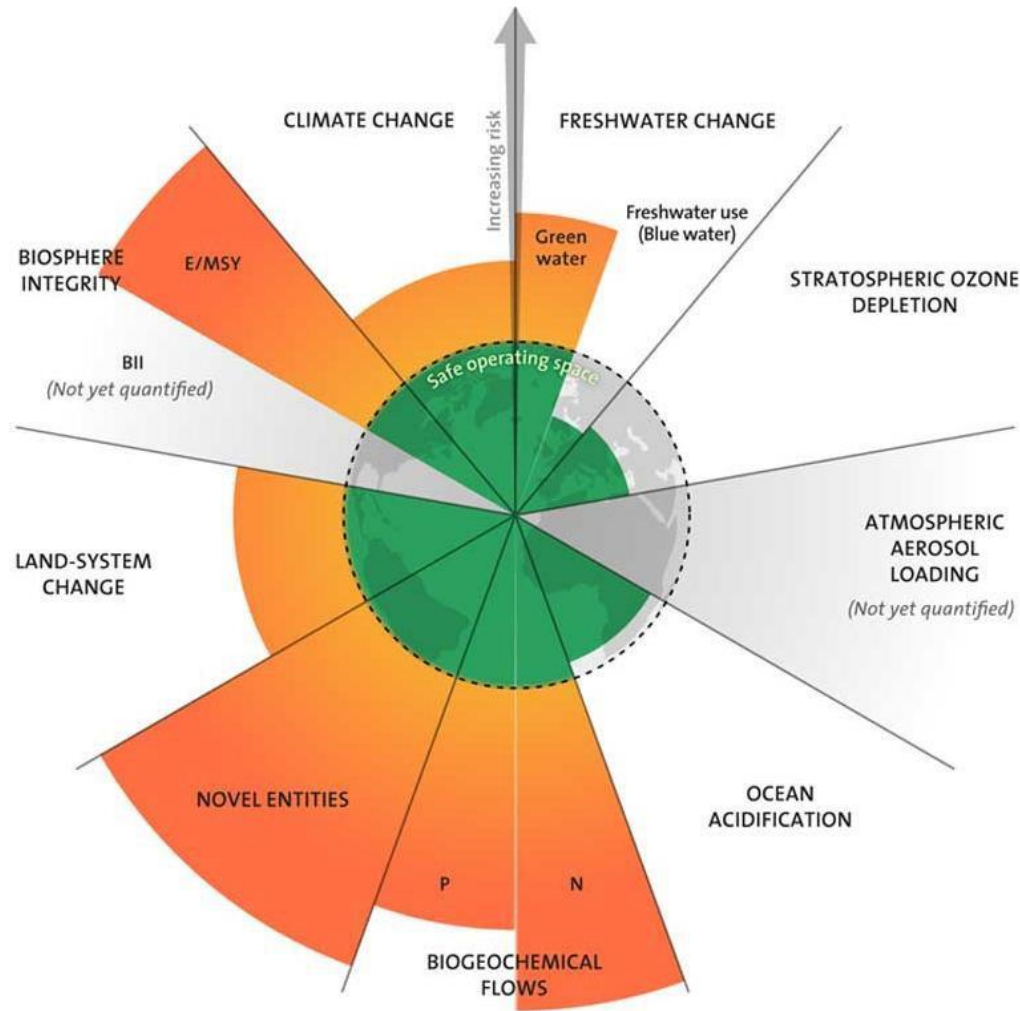 CLIMATE CHANGE
Increasing risk
FRESHWATER CHANGE
Freshwater use
(Blue water)
Green
water
E/MSY
BIOSPHERE
INTEGRITY
BII
(Not yet quantified)
STRATOSPHERIC OZONE
DEPLETION
Safe operating space
ATMOSPHERIC
AEROSOL
LOADING
(Not yet quantified)
LAND-SYSTEM
CHANGE
OCEAN
ACIDIFICATION
NOVEL ENTITIES
P
N
BIOGEOCHEMICAL
FLOWS